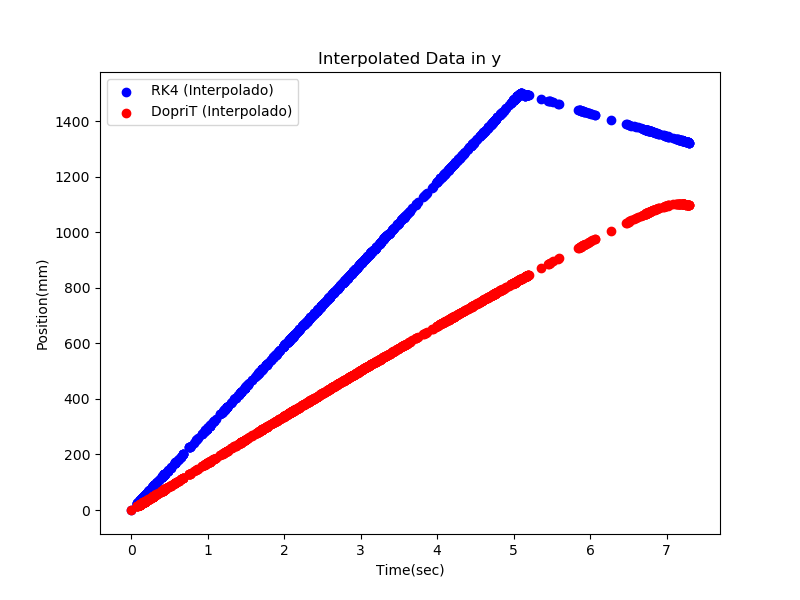 Interpolated Data in y
RK4 (Interpolado)
DopriT (Interpolado)
1400
1200
1000
800
600
400
200
0
Position(mm)
0 1 2 3 4 5 6 7
Time(sec)